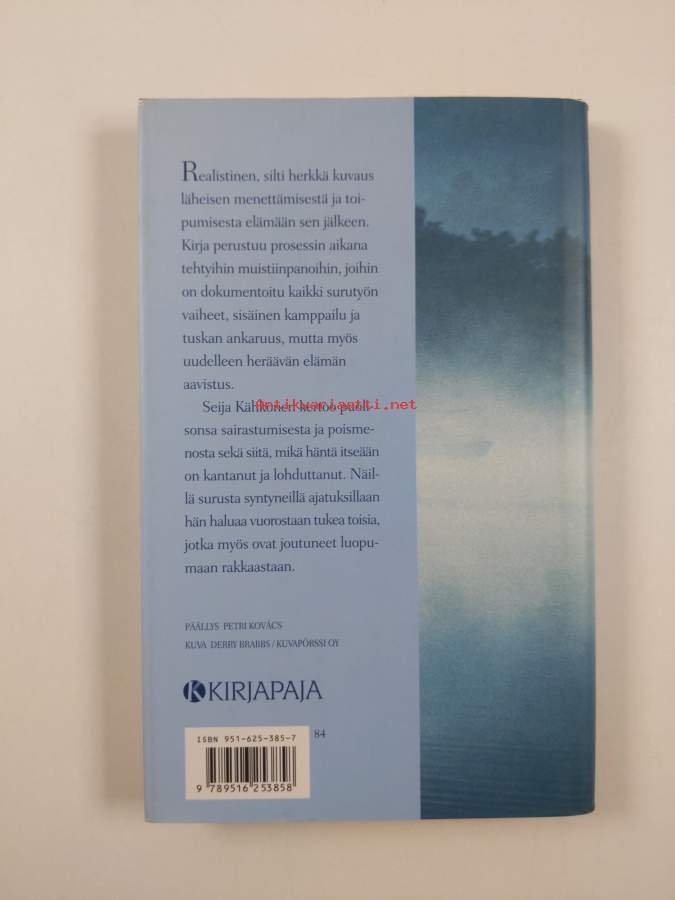 Realistinen, silti herkkä kuvaus
läheisen menettämisestä ja toi-
pumisesta elämään sen jälkeen.
Kirja perustuu prosessin aikana
tehtyihin muistiinpanoihin, joihin
on dokumentoitu kaikki surutyön
vaiheet, sisäinen kamppailu ja
tuskan ankaruus, mutta myös
uudelleen heräävän elämän
aavistus.
Antikvariaatti.net
Seija Kähkönen kertoo puoli-
sonsa sairastumisesta ja poisme-
nosta sekä siitä, mikä häntä itseään
on kantanut ja lohduttanut. Näil-
lä surusta syntyneillä ajatuksillaan
hän haluaa vuorostaan tukea toisia,
jotka myös ovat joutuneet luopu-
maan rakkaastaan.
PÄÄLLYS PETRI KOVÁCS
KUVA DERRY BRABBS / KUVAPÖRSSI OY
KIRJAPAJA
ISBN 951-625-385-7
84
9 789516 253858